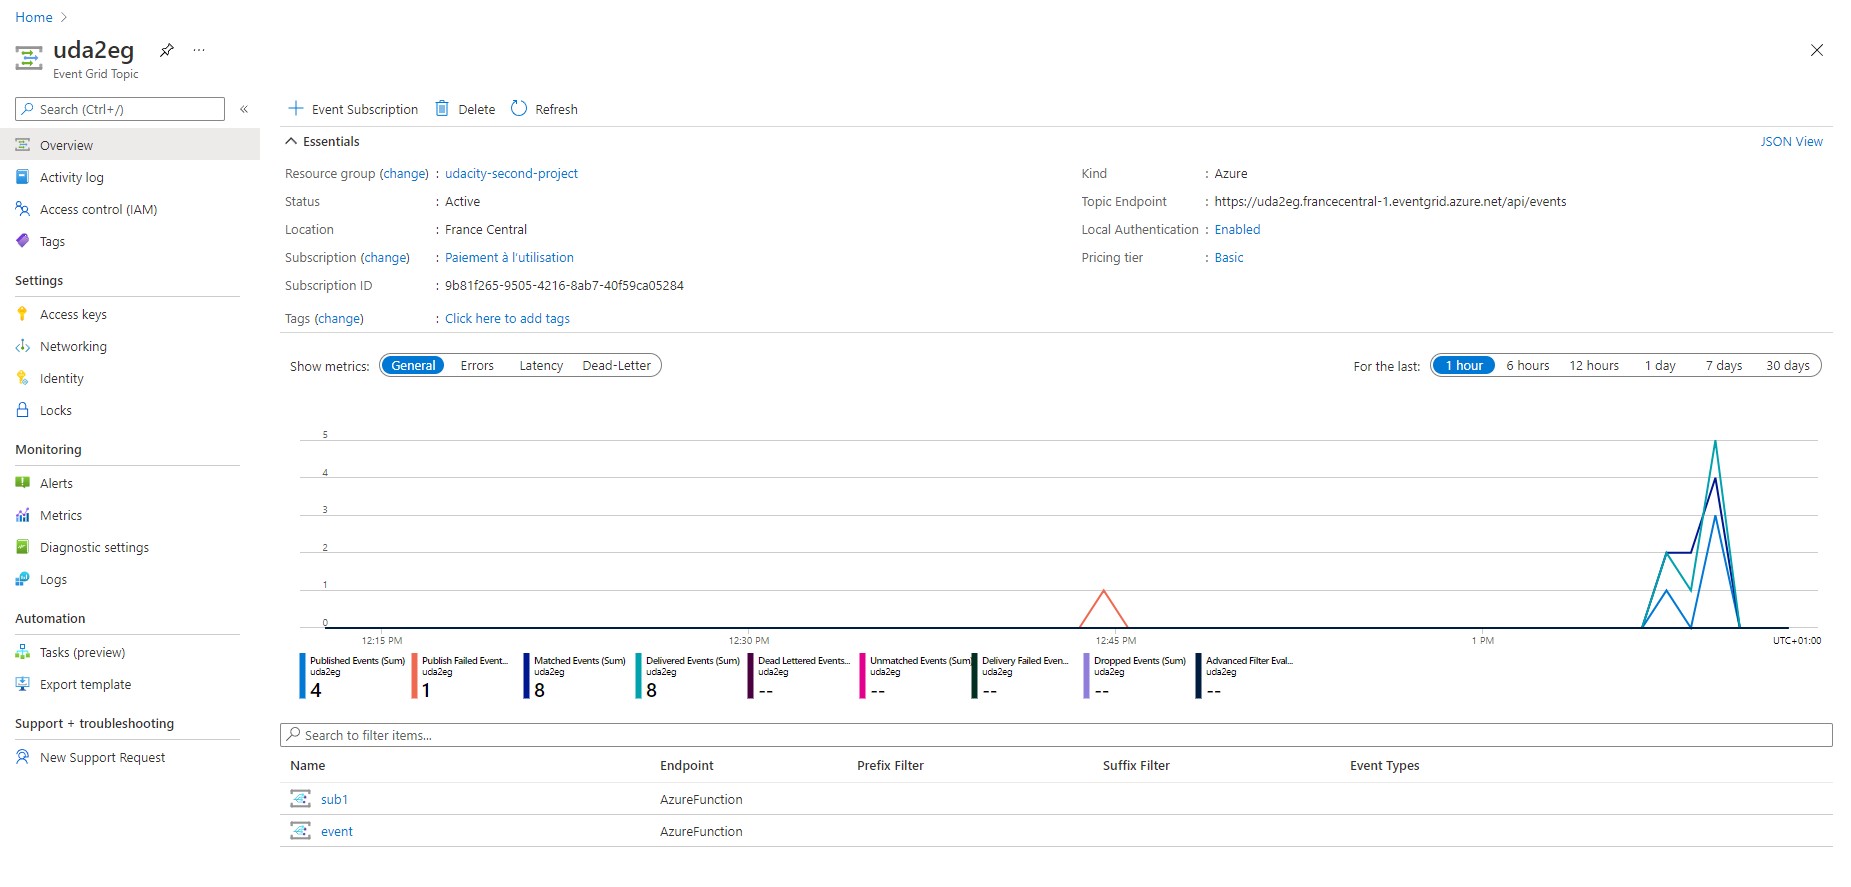 Home
uda2eg
Event Grid Topic
Search (Ctrl+/)
«
Overview
Activity log
Access control (IAM)
Tags
Settings
Access keys
Networking
Identity
Locks
Monitoring
Alerts
Metrics
Diagnostic settings
Logs
Automation
Tasks (preview)
Export template
Support + troubleshooting
New Support Request
Event Subscription Delete Refresh
Essentials JSON View
Resource group (change) : udacity-second-project
Status : Active
Location : France Central
Subscription (change) : Paiement à l'utilisation
Subscription ID : 9b81f265-9505-4216-8ab7-40f59ca05284
Tags (change) : Click here to add tags
Kind : Azure
Topic Endpoint : https://uda2eg.francecentral-1.eventgrid.azure.net/api/events
Local Authentication : Enabled
Pricing tier : Basic
Show metrics: General Errors Latency Dead-Letter
For the last: 1 hour 6 hours 12 hours 1 day 7 days 30 days
5
4
3
2
1
0
12:15 PM 12:30 PM 12:45 PM 1 PM UTC+01:00
Published Events (Sum)
uda2eg
4
Publish Failed Event...
uda2eg
1
Matched Events (Sum)
uda2eg
8
Delivered Events (Sum)
uda2eg
8
Dead Lettered Events...
uda2eg
--
Unmatched Events (Sum)
uda2eg
--
Delivery Failed Even...
uda2eg
--
Dropped Events (Sum)
uda2eg
--
Advanced Filter Eval...
uda2eg
--
Search to filter items...
Name Endpoint Prefix Filter Suffix Filter Event Types
sub1 AzureFunction
event AzureFunction